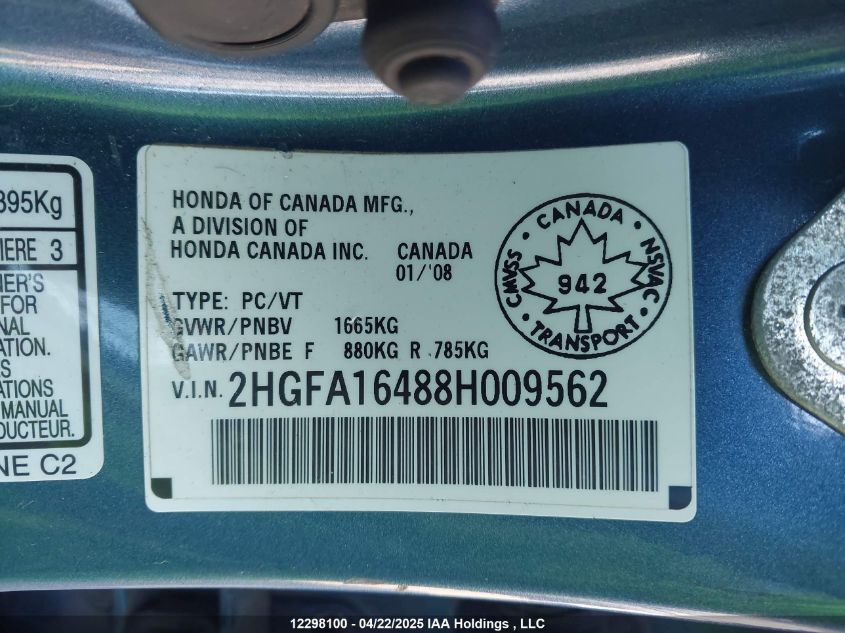 395Kg
IERE 3
ER'S
FOR
NAL
ATION.
S
ATIONS
MANUAL
DUCTEUR.
NE C2
HONDA OF CANADA MFG.,
A DIVISION OF
HONDA CANADA INC. CANADA
01/'08
TYPE: PC/VT
GVWR/PNBV 1665KG
GAWR/PNBE F 880KG R 785KG
V.I.N. 2HGFA16488H009562
CANADA
CMVSS
NSVAC
942
TRANSPORT
12298100 - 04/22/2025 IAA Holdings , LLC